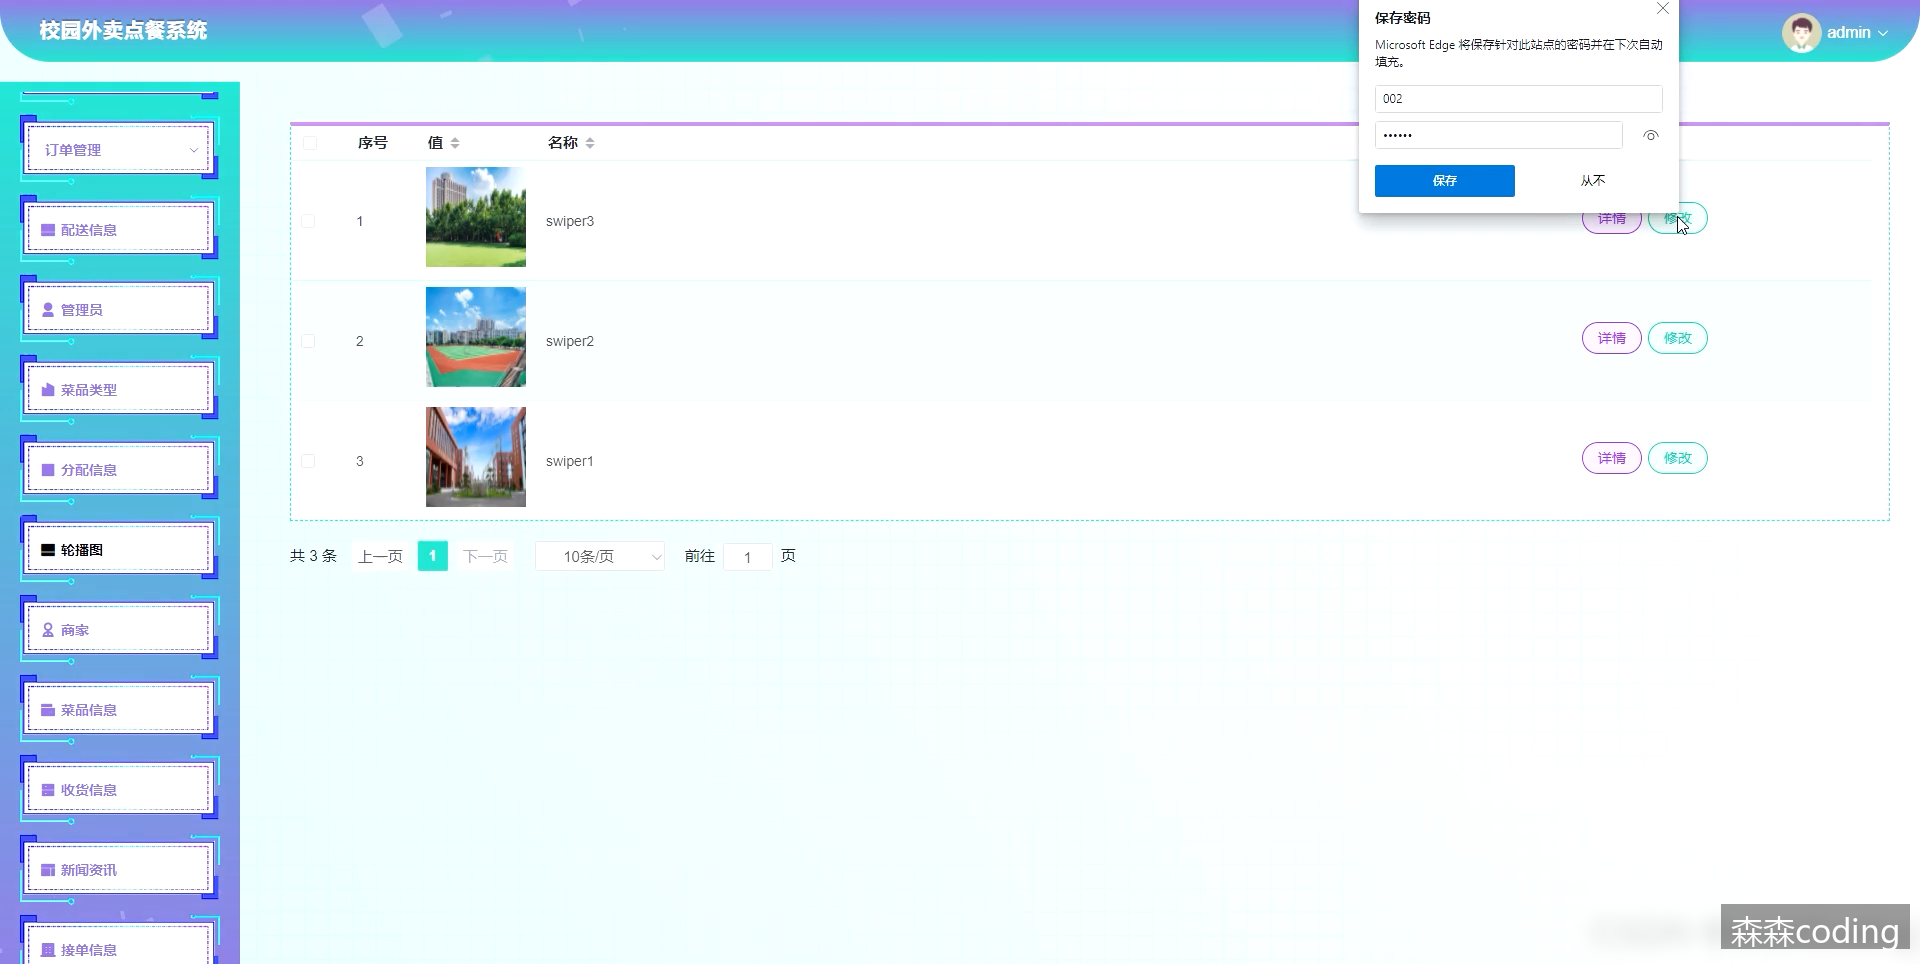 校园外卖点餐系统
admin
保存密码
Microsoft Edge 将保存针对此站点的密码并在下次自动
填充。
002
••••••
保存
从不
订单管理
配送信息
管理员
菜品类型
分配信息
轮播图
商家
菜品信息
收货信息
新闻资讯
接单信息
序号 值 名称
1 swiper3 详情 修改
2 swiper2 详情 修改
3 swiper1 详情 修改
共 3 条 上一页 1 下一页 10条/页 前往 1 页
森森coding